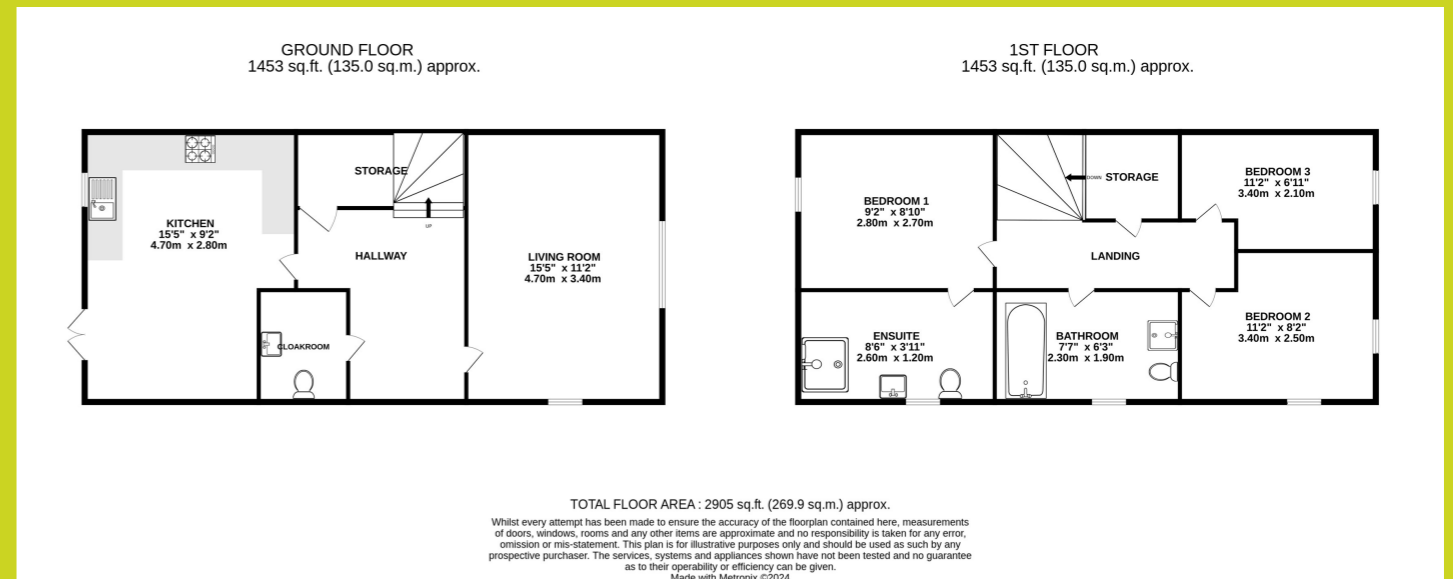 GROUND FLOOR
1453 sq.ft. (135.0 sq.m.) approx.
1ST FLOOR
1453 sq.ft. (135.0 sq.m.) approx.
STORAGE
KITCHEN
15'5" x 9'2"
4.70m x 2.80m
UP
HALLWAY
LIVING ROOM
15'5" x 11'2"
4.70m x 3.40m
CLOAKROOM
BEDROOM 1
9'2" x 8'10"
2.80m x 2.70m
DOWN
STORAGE
BEDROOM 3
11'2" x 6'11"
3.40m x 2.10m
LANDING
ENSUITE
8'6" x 3'11"
2.60m x 1.20m
BATHROOM
7'7" x 6'3"
2.30m x 1.90m
BEDROOM 2
11'2" x 8'2"
3.40m x 2.50m
TOTAL FLOOR AREA : 2905 sq.ft. (269.9 sq.m.) approx.
Whilst every attempt has been made to ensure the accuracy of the floorplan contained here, measurements
of doors, windows, rooms and any other items are approximate and no responsibility is taken for any error,
omission or mis-statement. This plan is for illustrative purposes only and should be used as such by any
prospective purchaser. The services, systems and appliances shown have not been tested and no guarantee
as to their operability or efficiency can be given.
Made with Metropix ©2024